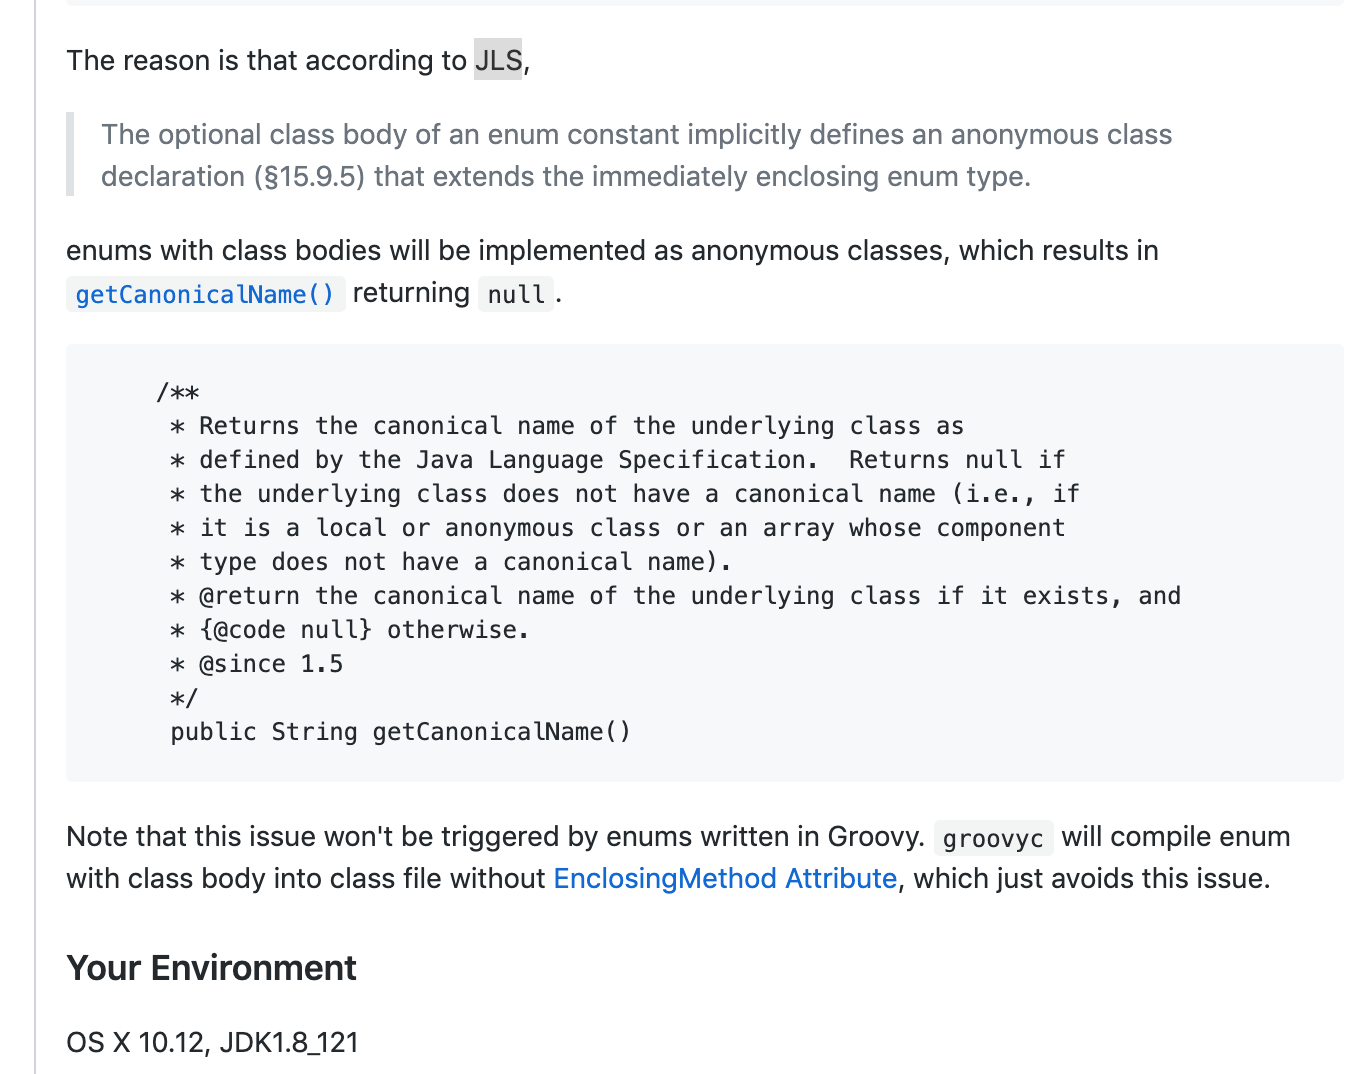 The reason is that according to JLS,
The optional class body of an enum constant implicitly defines an anonymous class
declaration (§15.9.5) that extends the immediately enclosing enum type.
enums with class bodies will be implemented as anonymous classes, which results in
getCanonicalName() returning null.
/**
 * Returns the canonical name of the underlying class as
 * defined by the Java Language Specification.  Returns null if
 * the underlying class does not have a canonical name (i.e., if
 * it is a local or anonymous class or an array whose component
 * type does not have a canonical name).
 * @return the canonical name of the underlying class if it exists, and
 * {@code null} otherwise.
 * @since 1.5
 */
 public String getCanonicalName()
Note that this issue won't be triggered by enums written in Groovy. groovyc will compile enum
with class body into class file without EnclosingMethod Attribute, which just avoids this issue.
Your Environment
OS X 10.12, JDK1.8_121